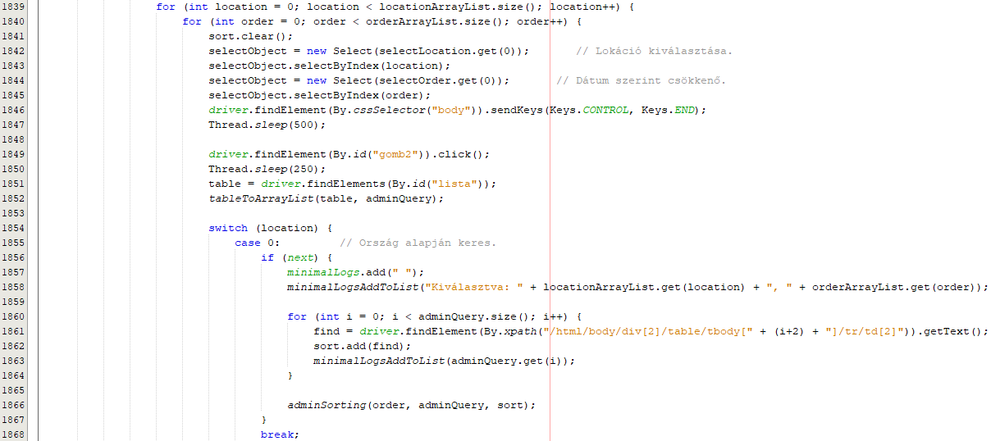 1839 for (int location = 0; location < locationArrayList.size(); location++) {
1840 for (int order = 0; order < orderArrayList.size(); order++) {
1841 sort.clear();
1842 selectObject = new Select(selectLocation.get(0)); // Lokáció kiválasztása.
1843 selectObject.selectByIndex(location);
1844 selectObject = new Select(selectOrder.get(0)); // Dátum szerint csökkenő.
1845 selectObject.selectByIndex(order);
1846 driver.findElement(By.cssSelector("body")).sendKeys(Keys.CONTROL, Keys.END);
1847 Thread.sleep(500);
1848
1849 driver.findElement(By.id("gomb2")).click();
1850 Thread.sleep(250);
1851 table = driver.findElements(By.id("lista"));
1852 tableToArrayList(table, adminQuery);
1853
1854 switch (location) {
1855 case 0: // Ország alapján keres.
1856 if (next) {
1857 minimalLogs.add(" ");
1858 minimalLogsAddToList("Kiválasztva: " + locationArrayList.get(location) + ", " + orderArrayList.get(order));
1859
1860 for (int i = 0; i < adminQuery.size(); i++) {
1861 find = driver.findElement(By.xpath("/html/body/div[2]/table/tbody[" + (i+2) + "]/tr/td[2]")).getText();
1862 sort.add(find);
1863 minimalLogsAddToList(adminQuery.get(i));
1864 }
1865
1866 adminSorting(order, adminQuery, sort);
1867 }
1868 break;